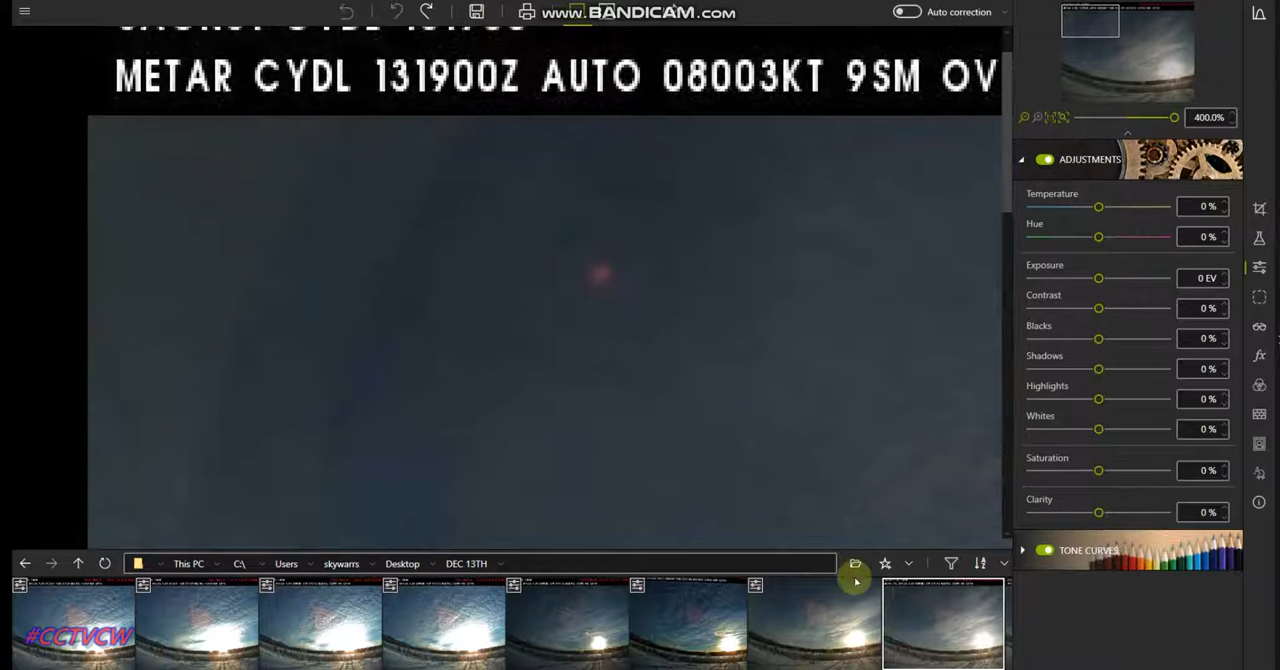 www.BANDICAM.com
Auto correction
METAR CYDL 131900Z AUTO 08003KT 9SM OV
400.0%
ADJUSTMENTS
Temperature
0 %
Hue
0 %
Exposure
0 EV
Contrast
0 %
Blacks
0 %
Shadows
0 %
Highlights
0 %
Whites
0 %
Saturation
0 %
Clarity
0 %
TONE CURVES
This PC
C:\
Users
skywarrs
Desktop
DEC 13TH
#CCTVCW